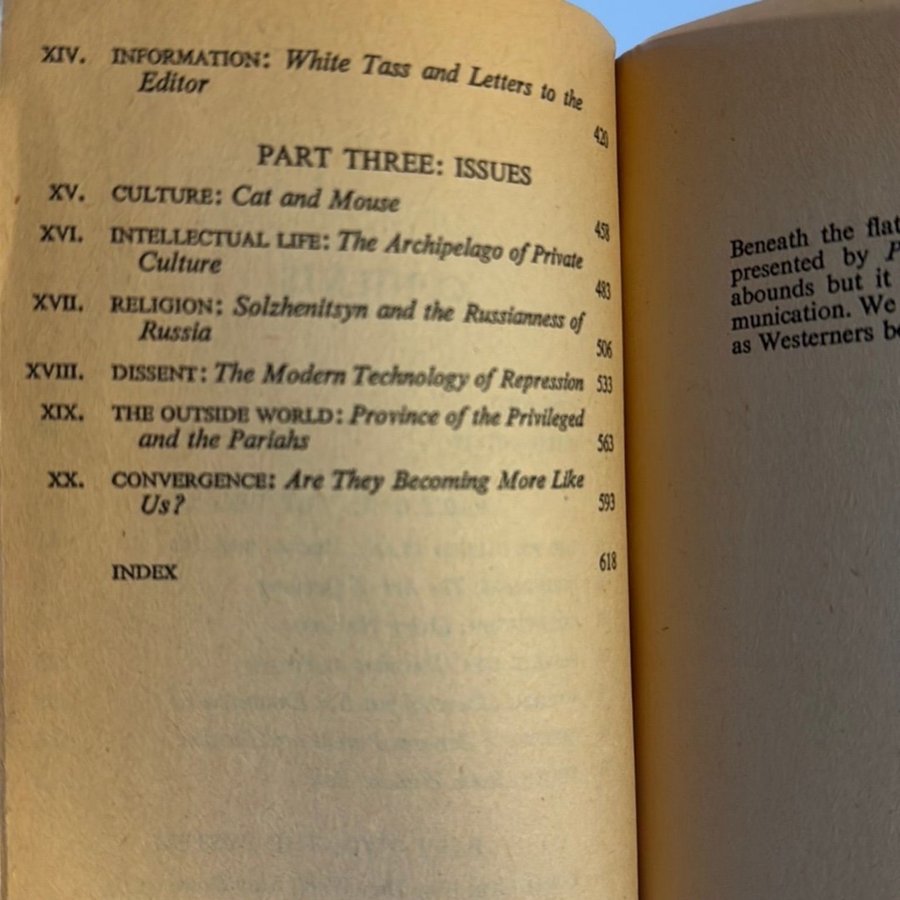 XIV. INFORMATION: White Tass and Letters to the
Editor 420
PART THREE: ISSUES
XV. CULTURE: Cat and Mouse 458
XVI. INTELLECTUAL LIFE: The Archipelago of Private
Culture 483
XVII. RELIGION: Solzhenitsyn and the Russianness of
Russia 506
XVIII. DISSENT: The Modern Technology of Repression 533
XIX. THE OUTSIDE WORLD: Province of the Privileged
and the Pariahs 563
XX. CONVERGENCE: Are They Becoming More Like
Us? 593
INDEX 618
Beneath the flat
presented by P
abounds but it
munication. We
as Westerners be